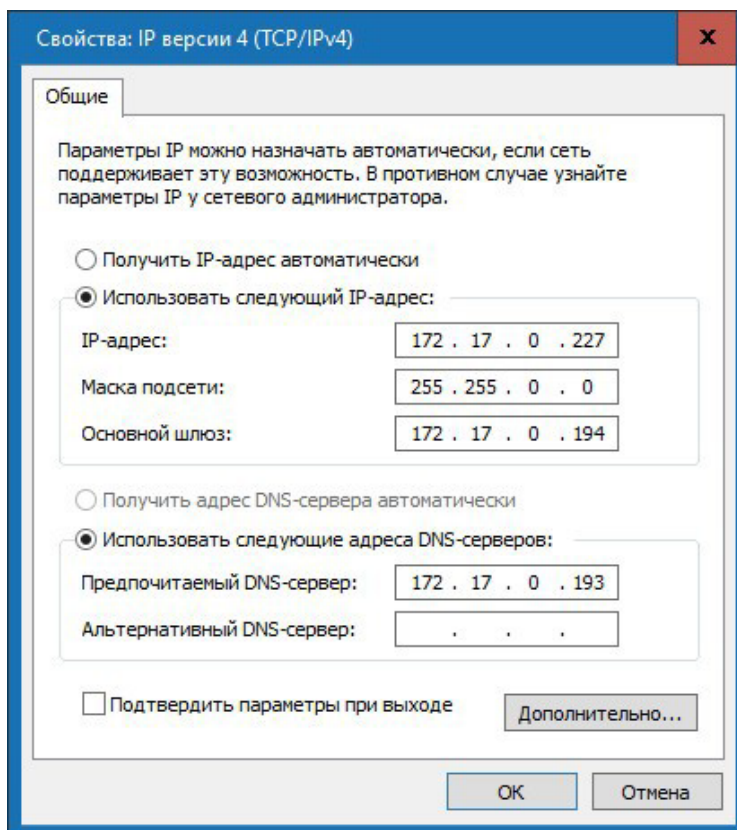 Свойства: IP версии 4 (TCP/IPv4)
x
Общие
Параметры IP можно назначать автоматически, если сеть
поддерживает эту возможность. В противном случае узнайте
параметры IP у сетевого администратора.
Получить IP-адрес автоматически
Использовать следующий IP-адрес:
IP-адрес: 172 . 17 . 0 . 227
Маска подсети: 255 . 255 . 0 . 0
Основной шлюз: 172 . 17 . 0 . 194
Получить адрес DNS-сервера автоматически
Использовать следующие адреса DNS-серверов:
Предпочитаемый DNS-сервер: 172 . 17 . 0 . 193
Альтернативный DNS-сервер: . . .
Подтвердить параметры при выходе Дополнительно...
ОК Отмена